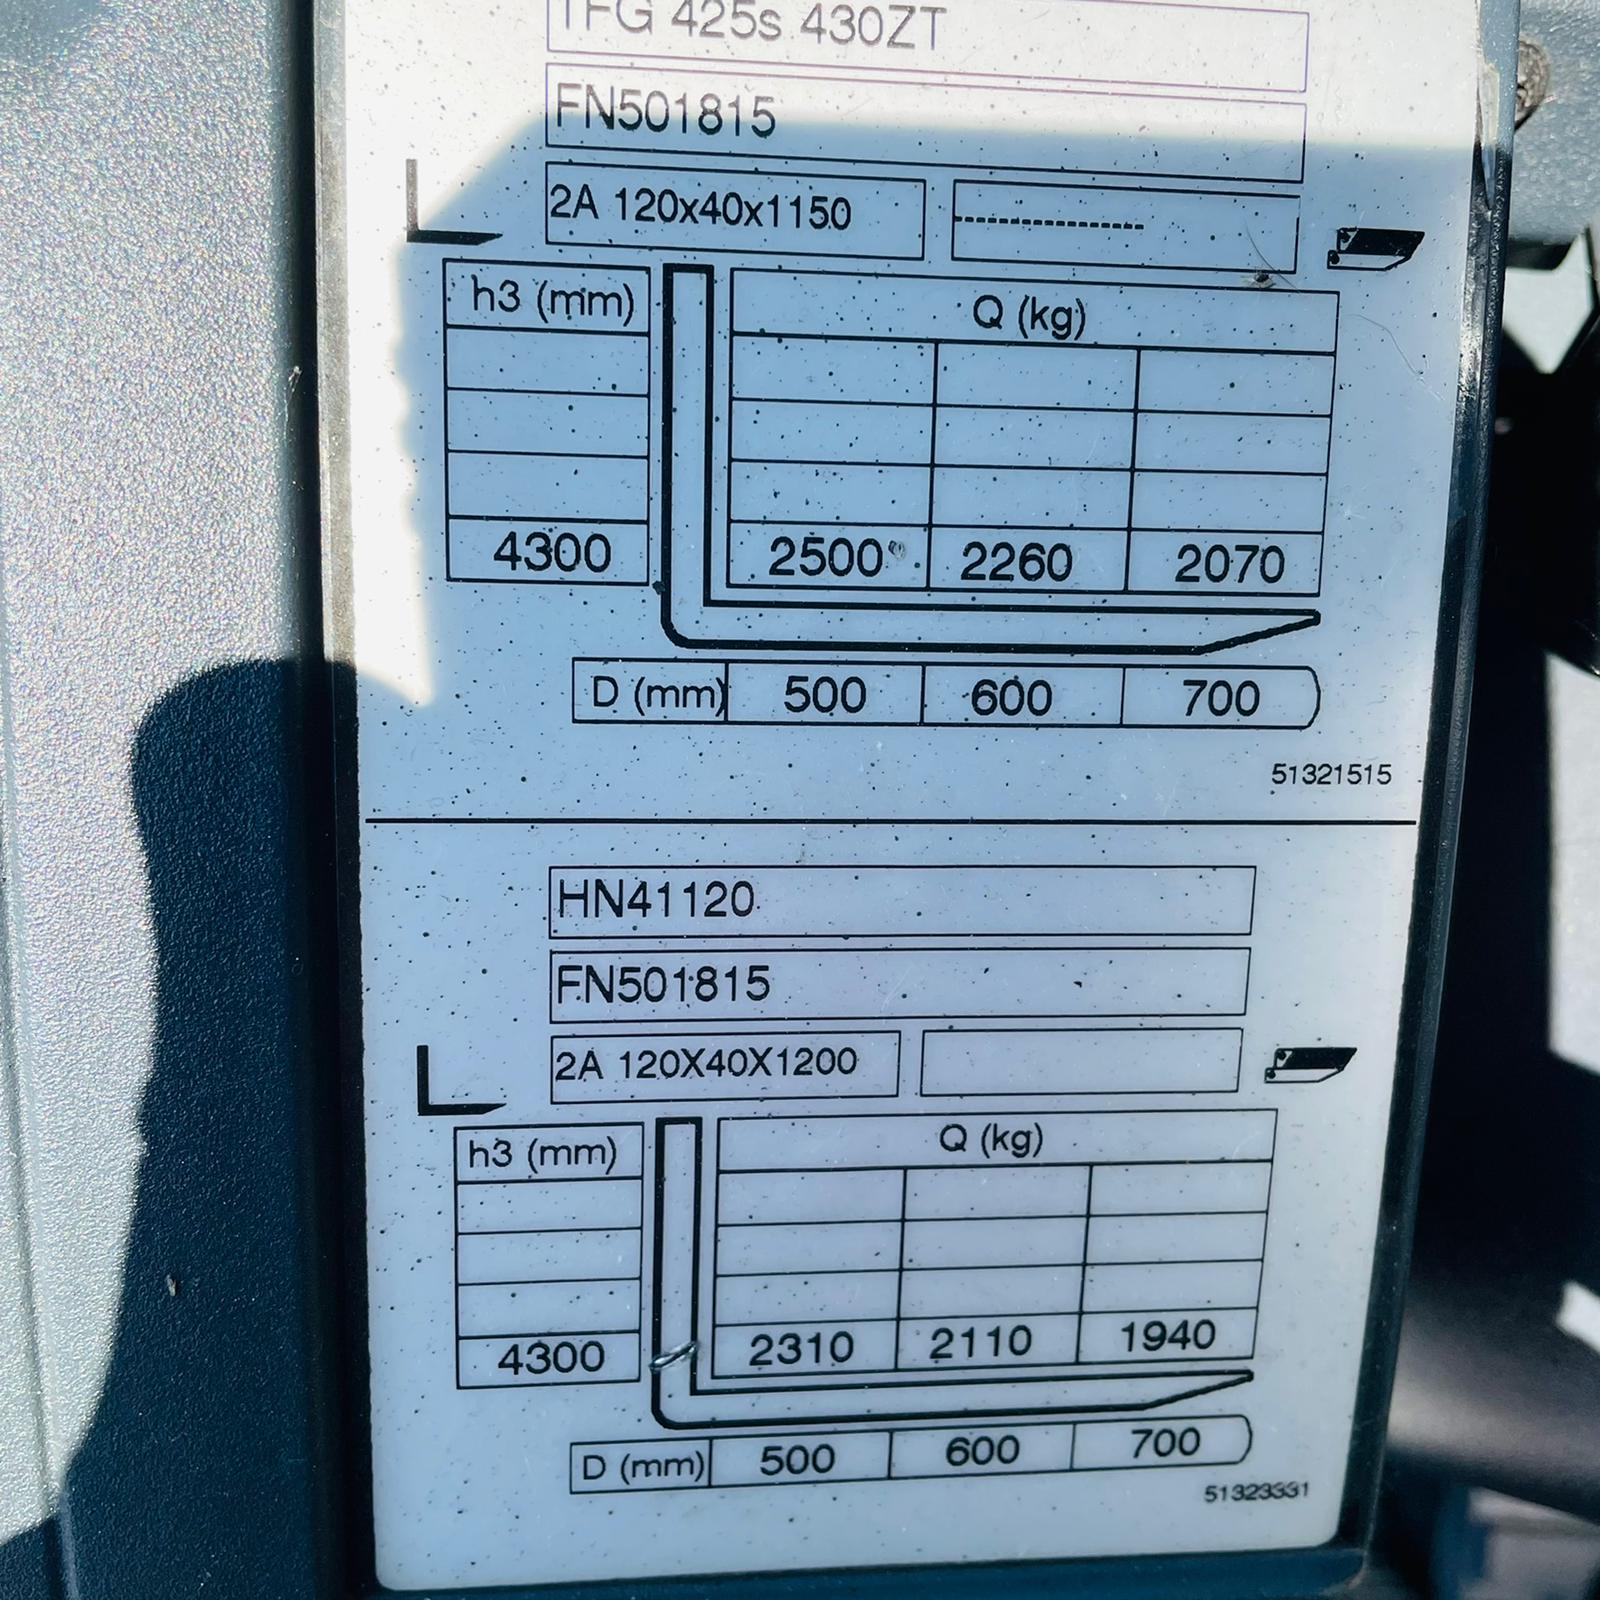 TFG 425s 430ZT
FN501815
2A 120x40x1150
h3 (mm) Q (kg)
4300 2500 2260 2070
D (mm) 500 600 700
51321515
HN41120
FN501815
2A 120X40X1200
h3 (mm) Q (kg)
4300 2310 2110 1940
D (mm) 500 600 700
51323331